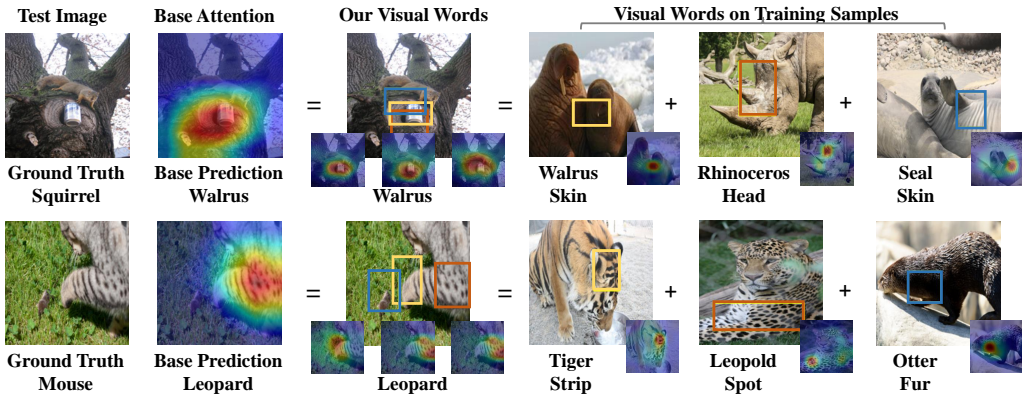 Test Image Base Attention Our Visual Words Visual Words on Training Samples
= = + +
Ground Truth Base Prediction Walrus Walrus Rhinoceros Seal
Squirrel Walrus Skin Head Skin
= = + +
Ground Truth Base Prediction Leopard Tiger Leopold Otter
Mouse Leopard Strip Spot Fur